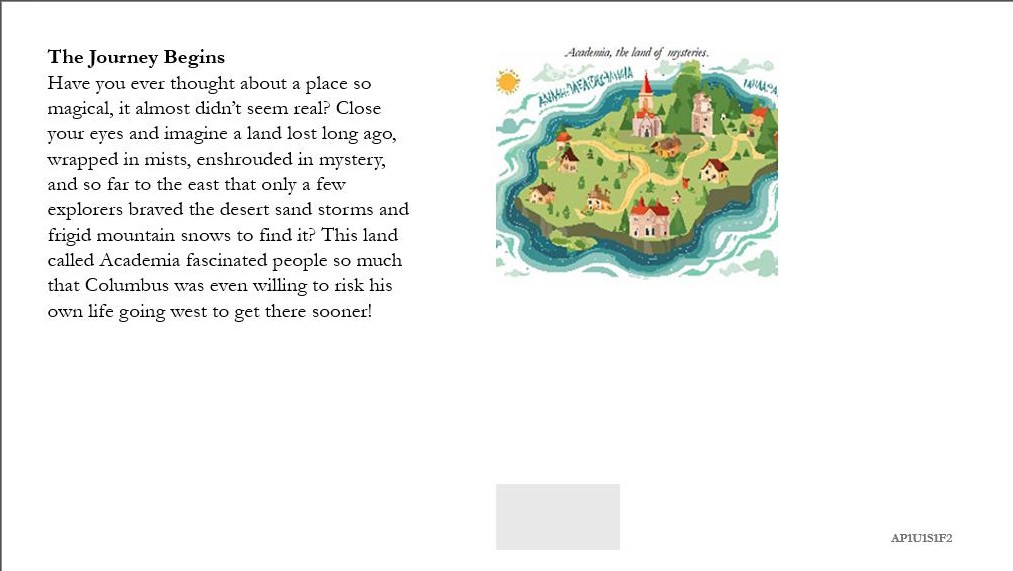 The Journey Begins
Have you ever thought about a place so
magical, it almost didn’t seem real? Close
your eyes and imagine a land lost long ago,
wrapped in mists, enshrouded in mystery,
and so far to the east that only a few
explorers braved the desert sand storms and
frigid mountain snows to find it? This land
called Academia fascinated people so much
that Columbus was even willing to risk his
own life going west to get there sooner!
Academia, the land of mysteries.
AP1U1S1F2